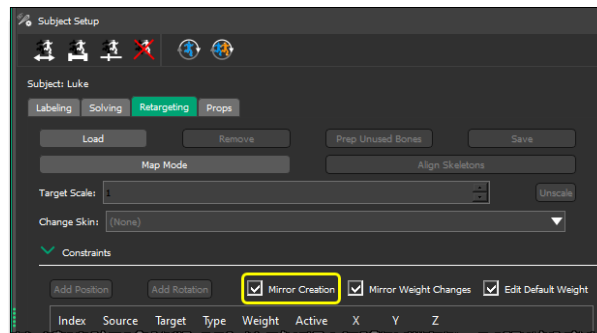 Subject Setup
Subject: Luke
Labeling Solving Retargeting Props
Load Remove Prep Unused Bones Save
Map Mode Align Skeletons
Target Scale: 1 Unscale
Change Skin: (None)
Constraints
Add Position Add Rotation Mirror Creation Mirror Weight Changes Edit Default Weight
Index Source Target Type Weight Active X Y Z